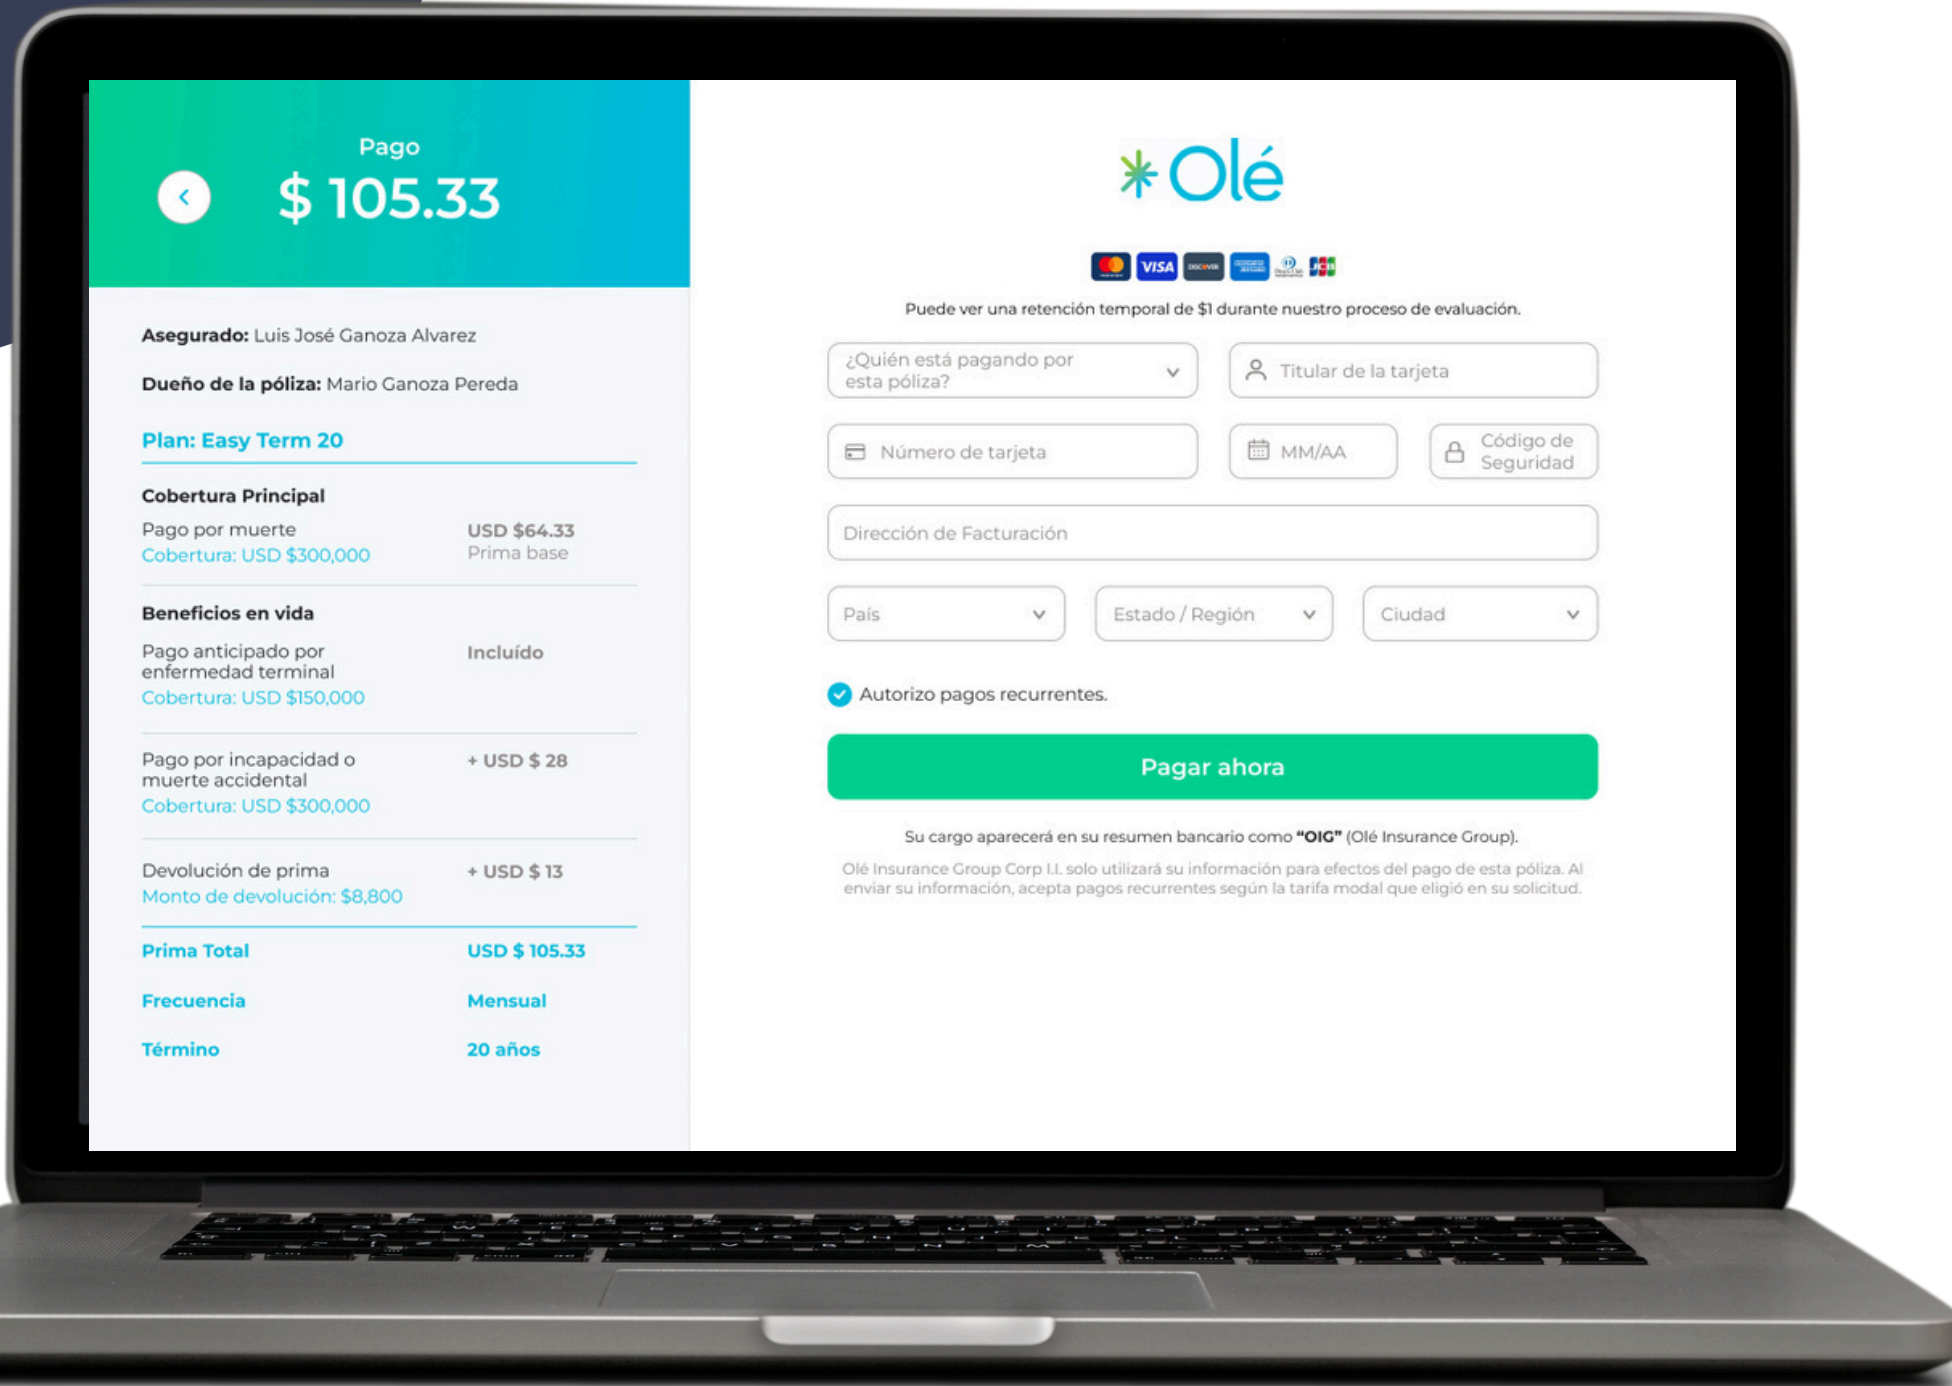 Pago
$ 105.33
Asegurado: Luis José Ganoza Alvarez
Dueño de la póliza: Mario Ganoza Pereda
Plan: Easy Term 20
Cobertura Principal
Pago por muerte
Cobertura: USD $300,000
USD $64.33
Prima base
Beneficios en vida
Pago anticipado por
enfermedad terminal
Cobertura: USD $150,000
Incluído
Pago por incapacidad o
muerte accidental
Cobertura: USD $300,000
+ USD $ 28
Devolución de prima
Monto de devolución: $8,800
+ USD $ 13
Prima Total USD $ 105.33
Frecuencia Mensual
Término 20 años
Olé
VISA DISCOVER JCB
Puede ver una retención temporal de $1 durante nuestro proceso de evaluación.
¿Quién está pagando por
esta póliza?
Titular de la tarjeta
Número de tarjeta
MM/AA
Código de
Seguridad
Dirección de Facturación
País
Estado / Región
Ciudad
Autorizo pagos recurrentes.
Pagar ahora
Su cargo aparecerá en su resumen bancario como “OIG” (Olé Insurance Group).
Olé Insurance Group Corp I.I. solo utilizará su información para efectos del pago de esta póliza. Al
enviar su información, acepta pagos recurrentes según la tarifa modal que eligió en su solicitud.